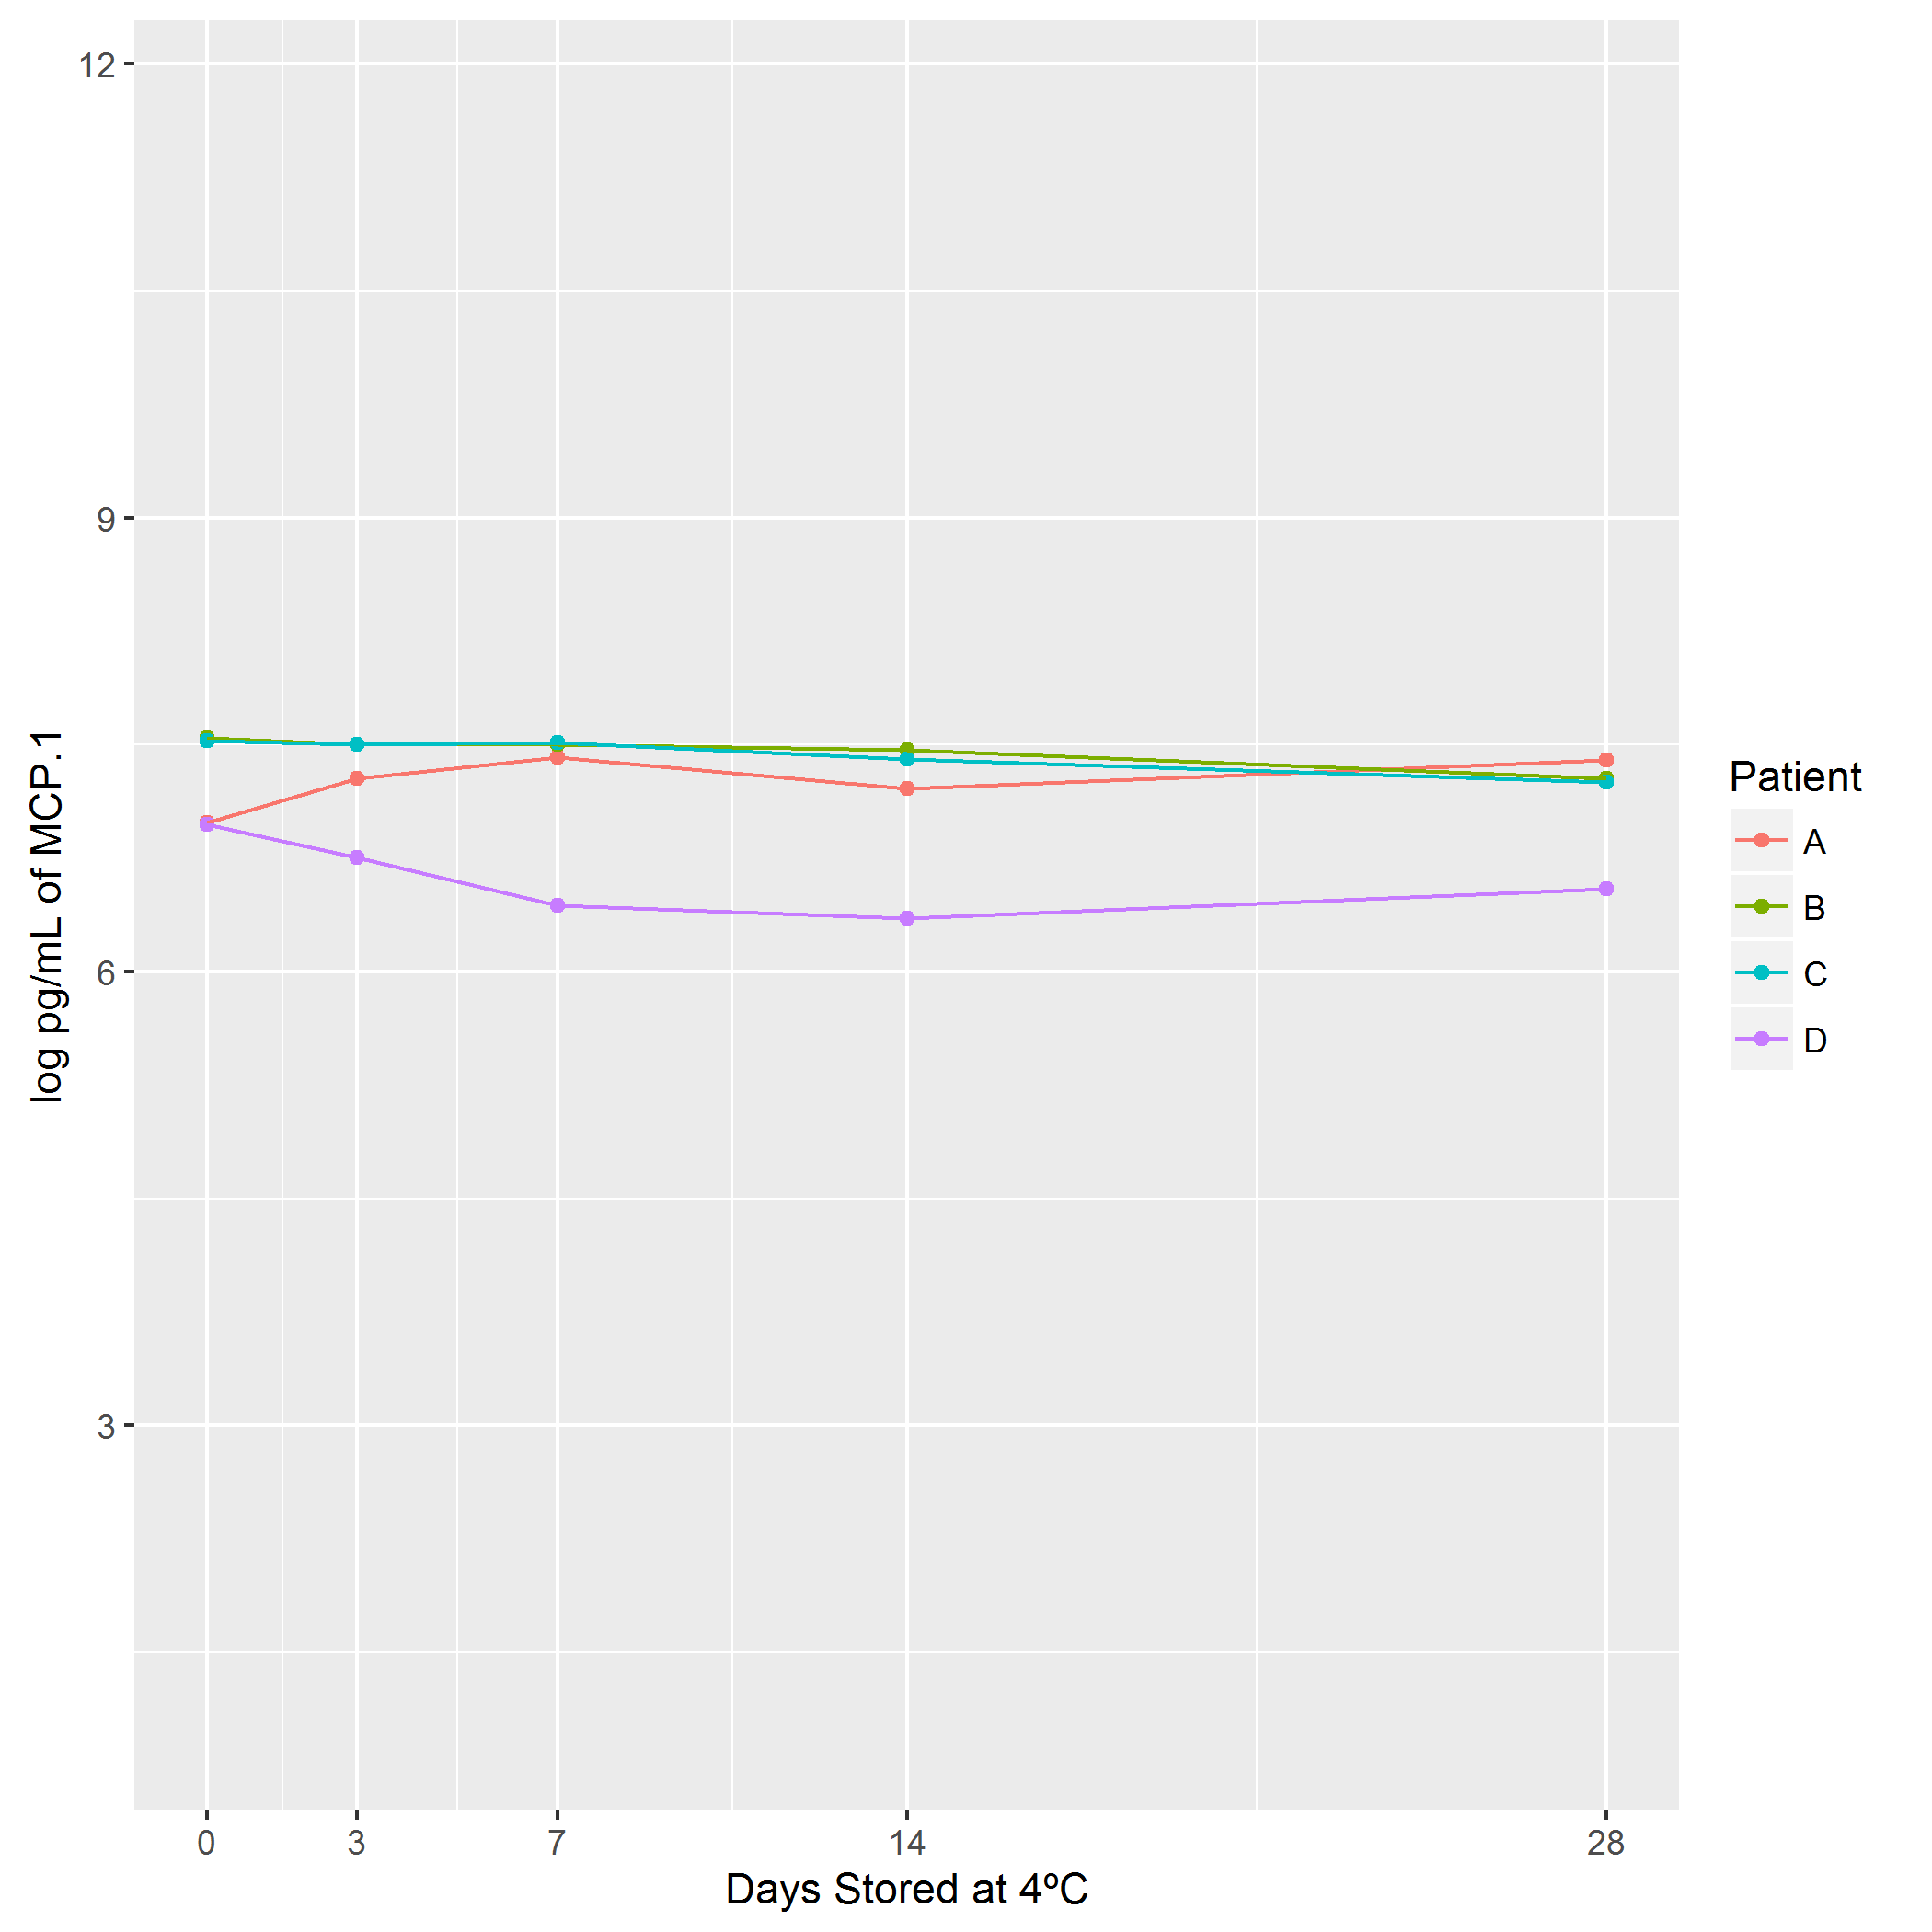 12
9
6
3
log pg/mL of MCP.1
0 3 7 14 28
Days Stored at 4ºC
Patient
A
B
C
D